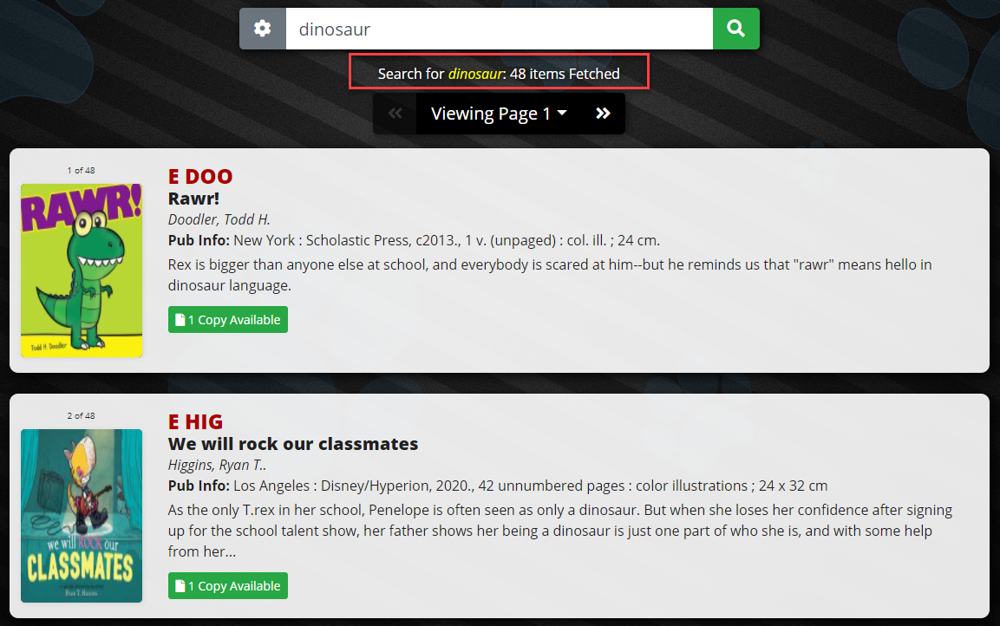 dinosaur
Search for dinosaur: 48 items Fetched
« Viewing Page 1 »
1 of 48
RAWR!
Todd H. Doodler
E DOO
Rawr!
Doodler, Todd H.
Pub Info: New York : Scholastic Press, c2013., 1 v. (unpaged) : col. ill. ; 24 cm.
Rex is bigger than anyone else at school, and everybody is scared at him--but he reminds us that "rawr" means hello in
dinosaur language.
1 Copy Available
2 of 48
we will ROCK our
CLASSMATES
Ryan T. Higgins
E HIG
We will rock our classmates
Higgins, Ryan T..
Pub Info: Los Angeles : Disney/Hyperion, 2020., 42 unnumbered pages : color illustrations ; 24 x 32 cm
As the only T.rex in her school, Penelope is often seen as only a dinosaur. But when she loses her confidence after signing
up for the school talent show, her father shows her being a dinosaur is just one part of who she is, and with some help
from her...
1 Copy Available